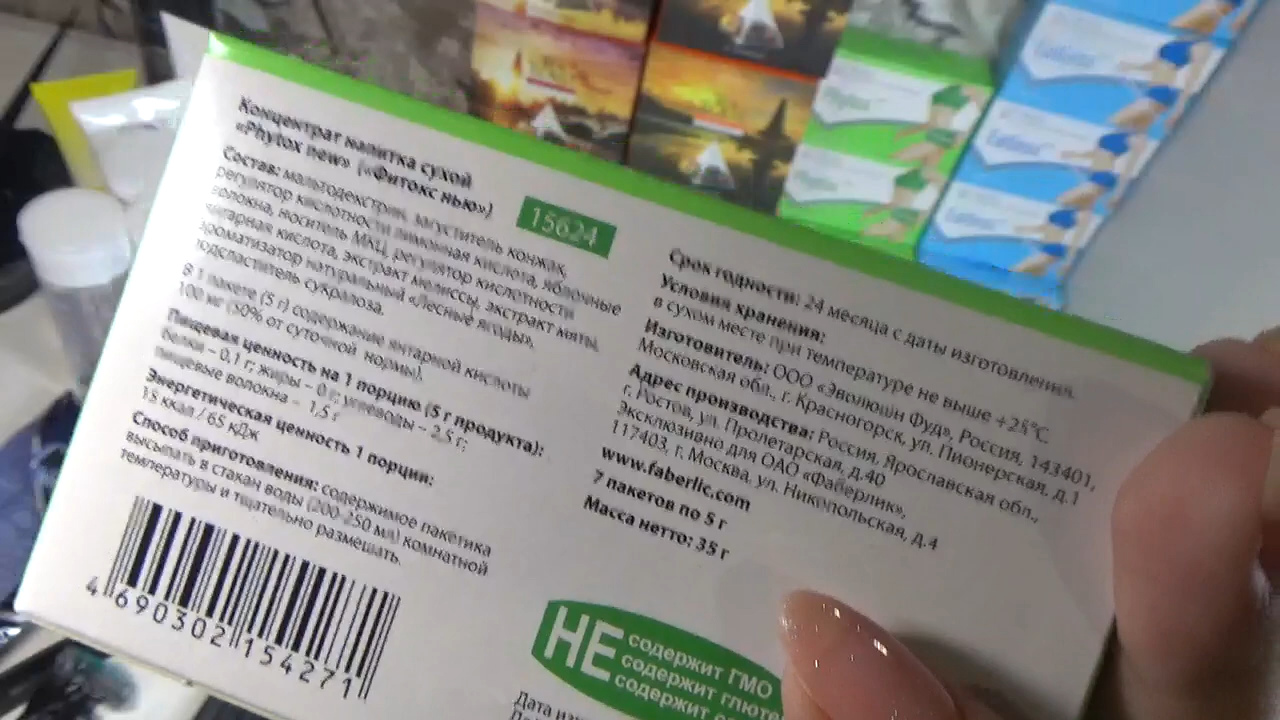 Концентрат напитка сухой
«Phytox new» («Фитокс нью»)
15624
Состав: мальтодекстрин, загуститель конжак,
регулятор кислотности лимонная кислота, яблочные
волокна, носитель МКЦ, регулятор кислотности
янтарная кислота, экстракт мелиссы, экстракт мяты,
ароматизатор натуральный «Лесные ягоды»,
подсластитель сукралоза.
В 1 пакете (5 г) содержание янтарной кислоты
100 мг (50% от суточной нормы).
Пищевая ценность на 1 порцию (5 г продукта):
белки – 0,1 г; жиры – 0 г; углеводы – 2,5 г;
пищевые волокна – 1,5 г
Энергетическая ценность 1 порции:
15 ккал / 65 кДж
Способ приготовления: содержимое пакетика
высыпать в стакан воды (200-250 мл) комнатной
температуры и тщательно размешать.
4 690302 154271
Срок годности: 24 месяца с даты изготовления.
Условия хранения:
в сухом месте при температуре не выше +25°С
Изготовитель: ООО «Эволюшн Фуд», Россия, 143401,
Московская обл., г. Красногорск, ул. Пионерская, д.1
Адрес производства: Россия, Ярославская обл.,
г. Ростов, ул. Пролетарская, д.40
Эксклюзивно для ОАО «Фаберлик»,
117403, г. Москва, ул. Никопольская, д.4
www.faberlic.com
7 пакетов по 5 г
Масса нетто: 35 г
НЕ
содержит ГМО
содержит глюте
содержит
Дата